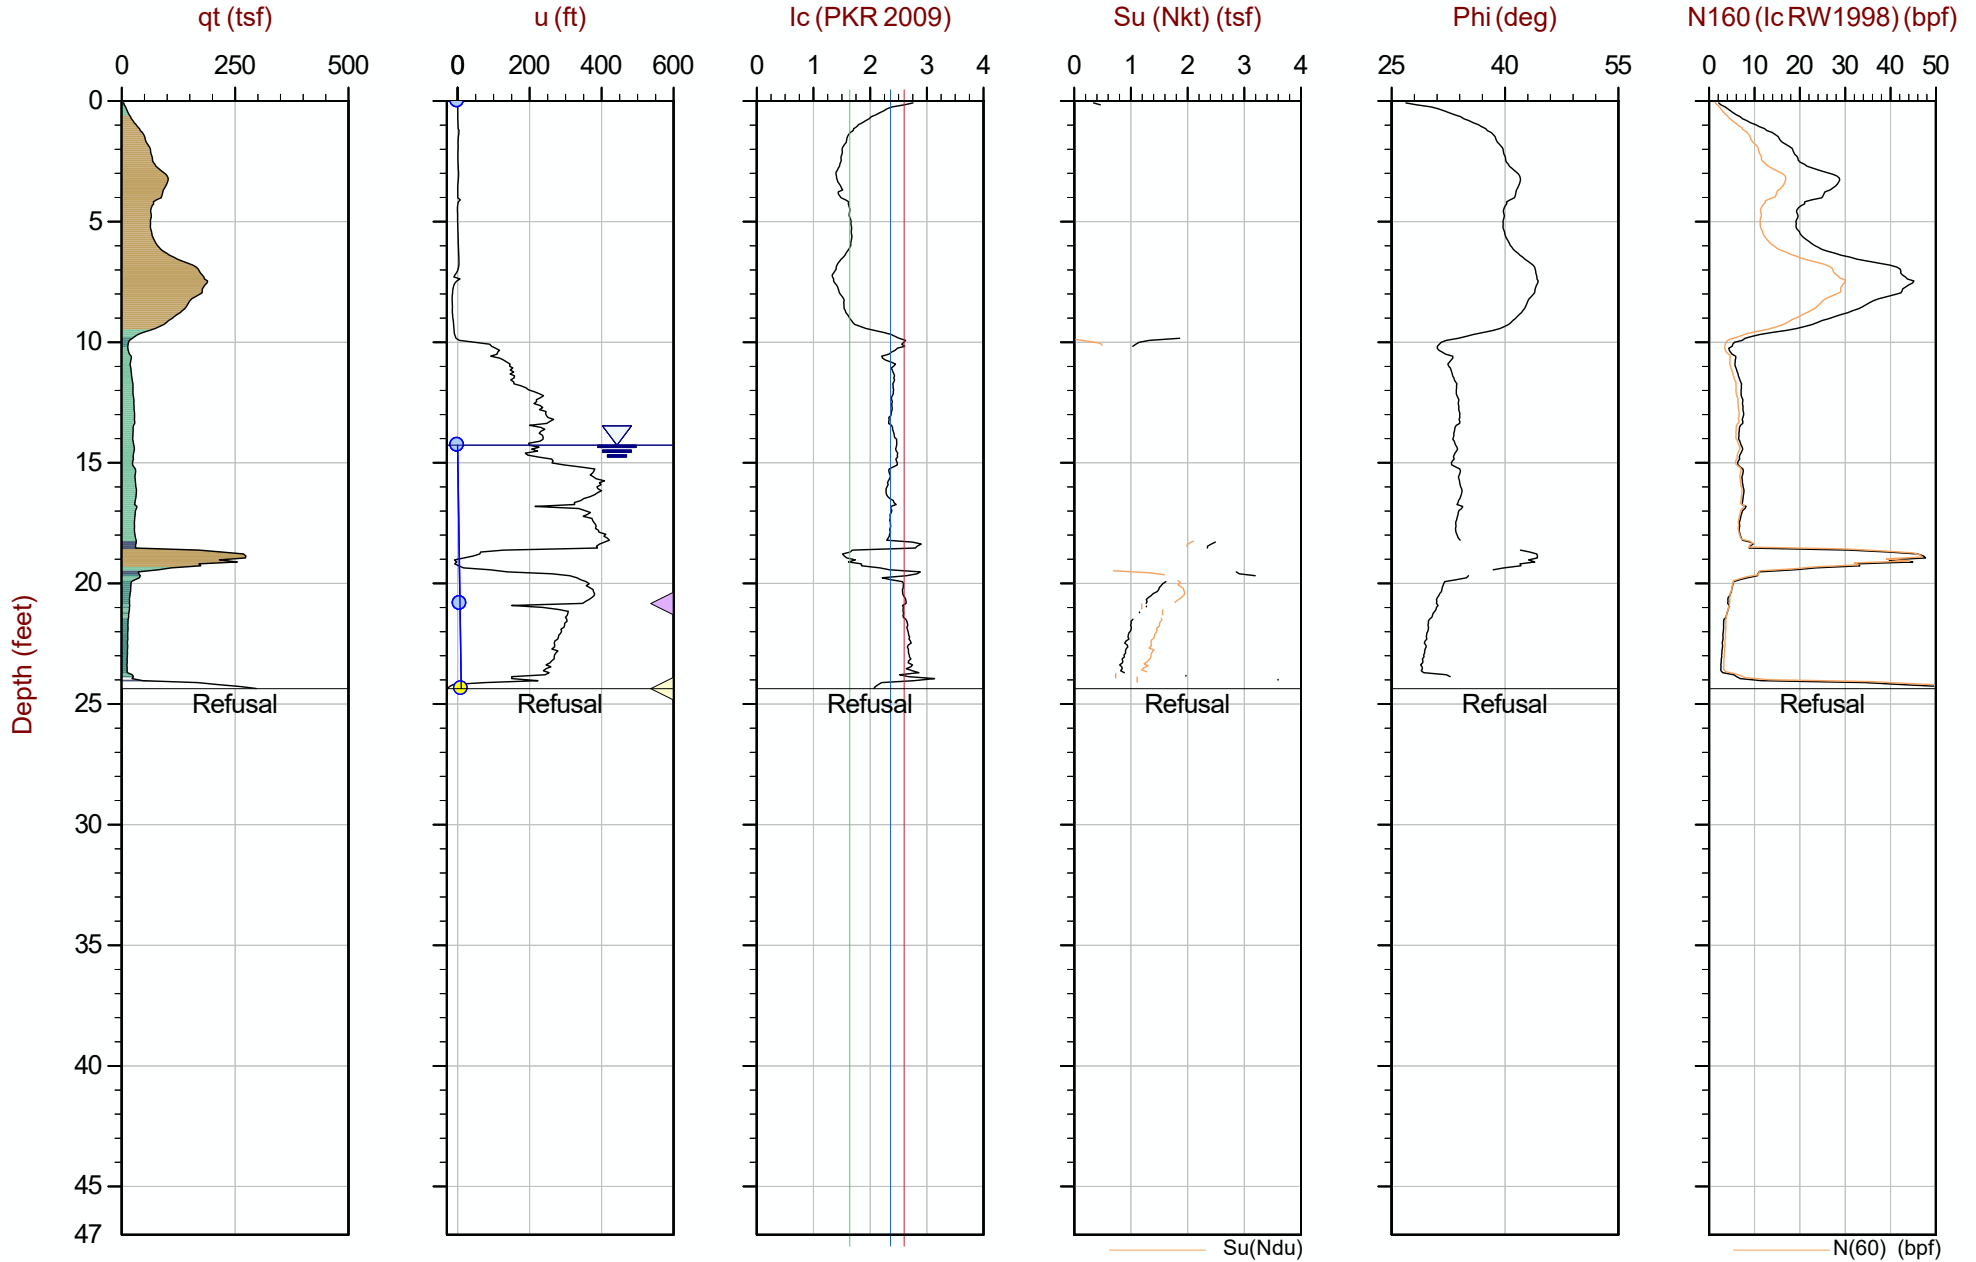 qt (tsf) u (ft) Ic (PKR 2009) Su (Nkt) (tsf) Phi (deg) N160 (Ic RW1998) (bpf)
0 250 500 0 200 400 600 0 1 2 3 4 0 1 2 3 4 25 40 55 0 10 20 30 40 50
0
5
10
15
20
25
30
35
40
45
47
Depth (feet)
Refusal Refusal Refusal Refusal Refusal Refusal
Su(Ndu) N(60) (bpf)